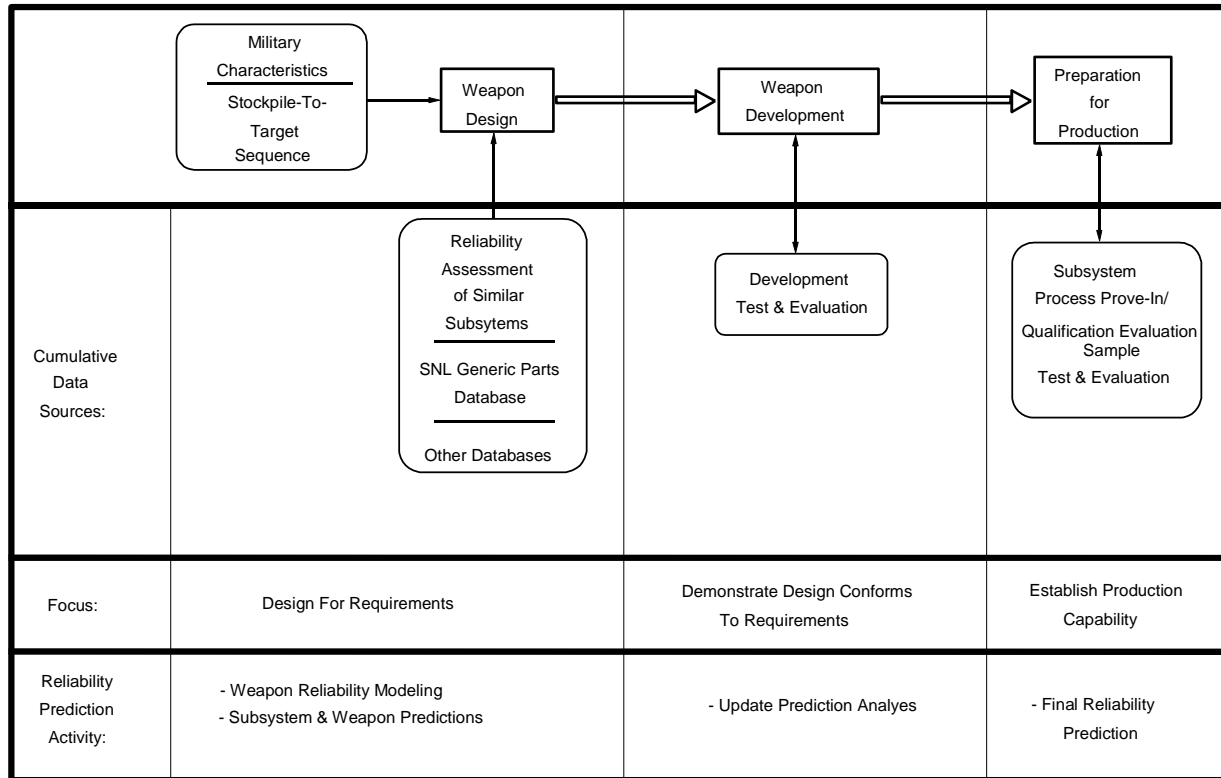 Military
Characteristics
Stockpile-To-
Target
Sequence
Weapon
Design
Weapon
Development
Preparation
for
Production
Cumulative
Data
Sources:
Reliability
Assessment
of Similar
Subsytems
SNL Generic Parts
Database
Other Databases
Development
Test & Evaluation
Subsystem
Process Prove-In/
Qualification Evaluation
Sample
Test & Evaluation
Focus:
Design For Requirements
Demonstrate Design Conforms
To Requirements
Establish Production
Capability
Reliability
Prediction
Activity:
- Weapon Reliability Modeling
- Subsystem & Weapon Predictions
- Update Prediction Analyes
- Final Reliability
Prediction